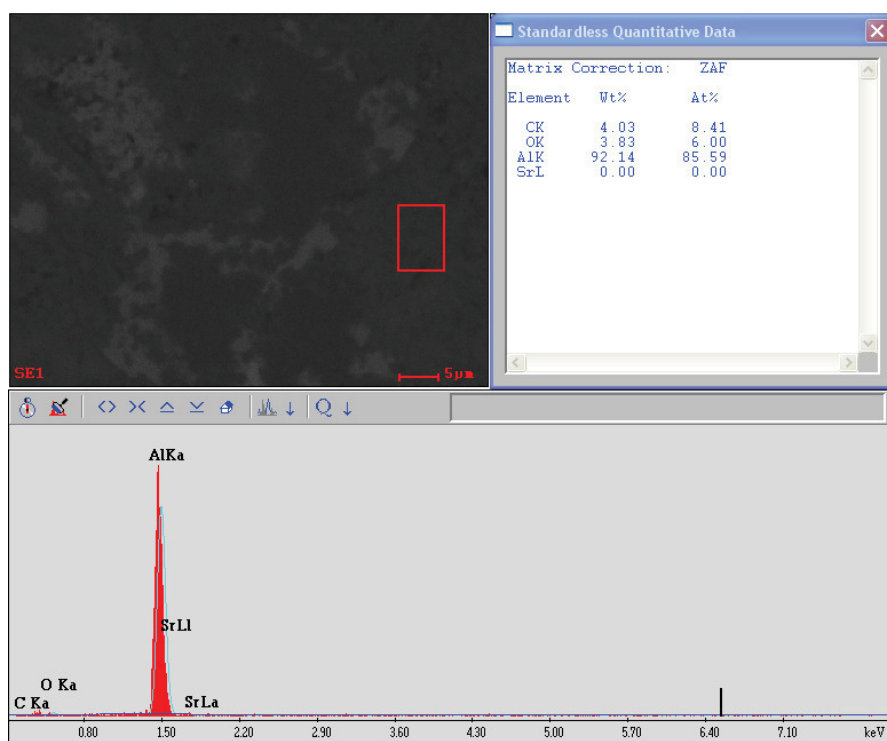 Standardless Quantitative Data
Matrix Correction: ZAF
Element Wt% At%
CK 4.03 8.41
OK 3.83 6.00
AlK 92.14 85.59
SrL 0.00 0.00
SE1 5µm
Q
AlKa
SrLl
O Ka
C Ka SrLa
0.80 1.50 2.20 2.90 3.60 4.30 5.00 5.70 6.40 7.10 keV